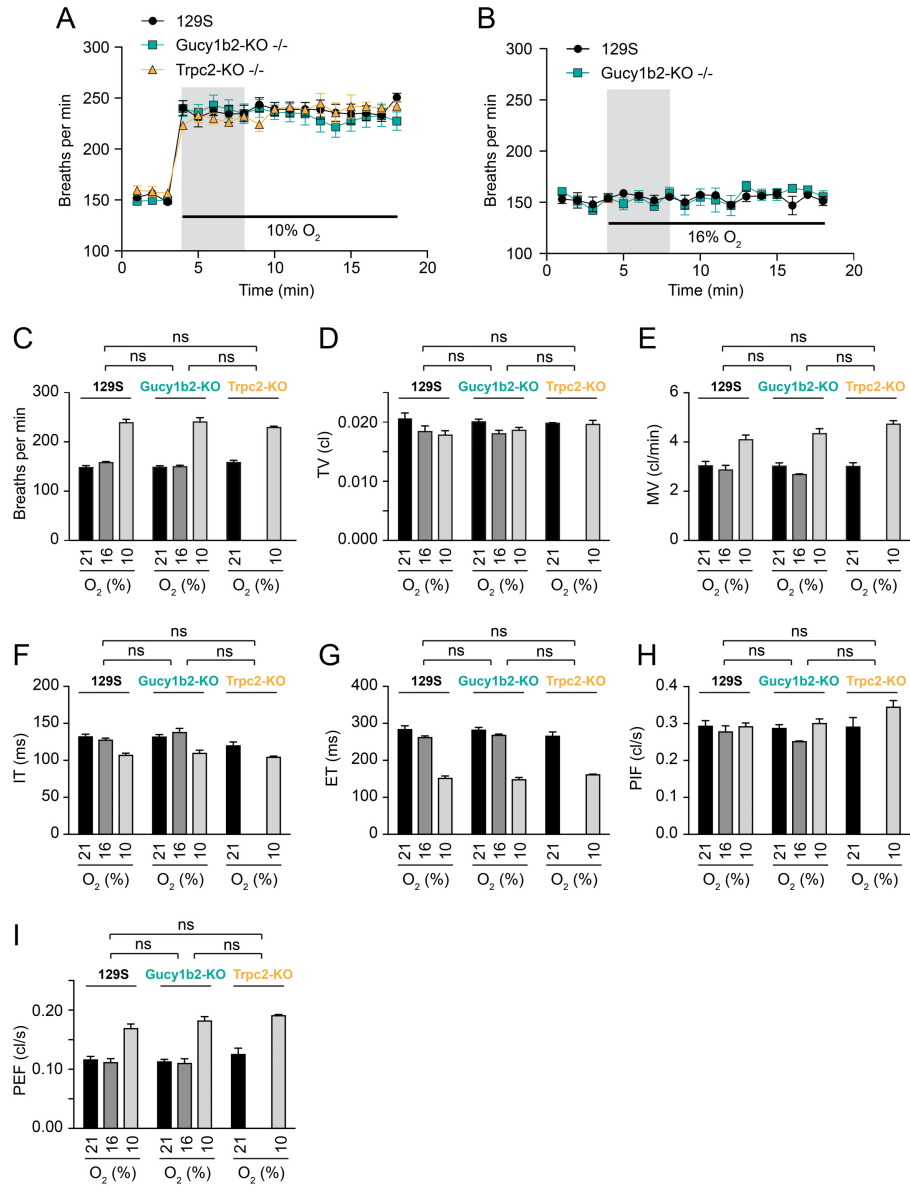 A
129S
Gucy1b2-KO -/-
Trpc2-KO -/-
Breaths per min
300
250
200
150
100
10% O2
0 5 10 15 20
Time (min)
B
129S
Gucy1b2-KO -/-
Breaths per min
300
250
200
150
100
16% O2
0 5 10 15 20
Time (min)
C
ns
ns ns
129S Gucy1b2-KO Trpc2-KO
Breaths per min
300
200
100
0
21 16 10 21 16 10 21 10
O2 (%) O2 (%) O2 (%)
D
ns
ns ns
129S Gucy1b2-KO Trpc2-KO
TV (cl)
0.020
0.010
0.000
21 16 10 21 16 10 21 10
O2 (%) O2 (%) O2 (%)
E
ns
ns ns
129S Gucy1b2-KO Trpc2-KO
MV (cl/min)
6
4
2
0
21 16 10 21 16 10 21 10
O2 (%) O2 (%) O2 (%)
F
ns
ns ns
129S Gucy1b2-KO Trpc2-KO
IT (ms)
200
150
100
50
0
21 16 10 21 16 10 21 10
O2 (%) O2 (%) O2 (%)
G
ns
ns ns
129S Gucy1b2-KO Trpc2-KO
ET (ms)
400
300
200
100
0
21 16 10 21 16 10 21 10
O2 (%) O2 (%) O2 (%)
H
ns
ns ns
129S Gucy1b2-KO Trpc2-KO
PIF (cl/s)
0.4
0.3
0.2
0.1
0.0
21 16 10 21 16 10 21 10
O2 (%) O2 (%) O2 (%)
I
ns
ns ns
129S Gucy1b2-KO Trpc2-KO
PEF (cl/s)
0.20
0.10
0.00
21 16 10 21 16 10 21 10
O2 (%) O2 (%) O2 (%)